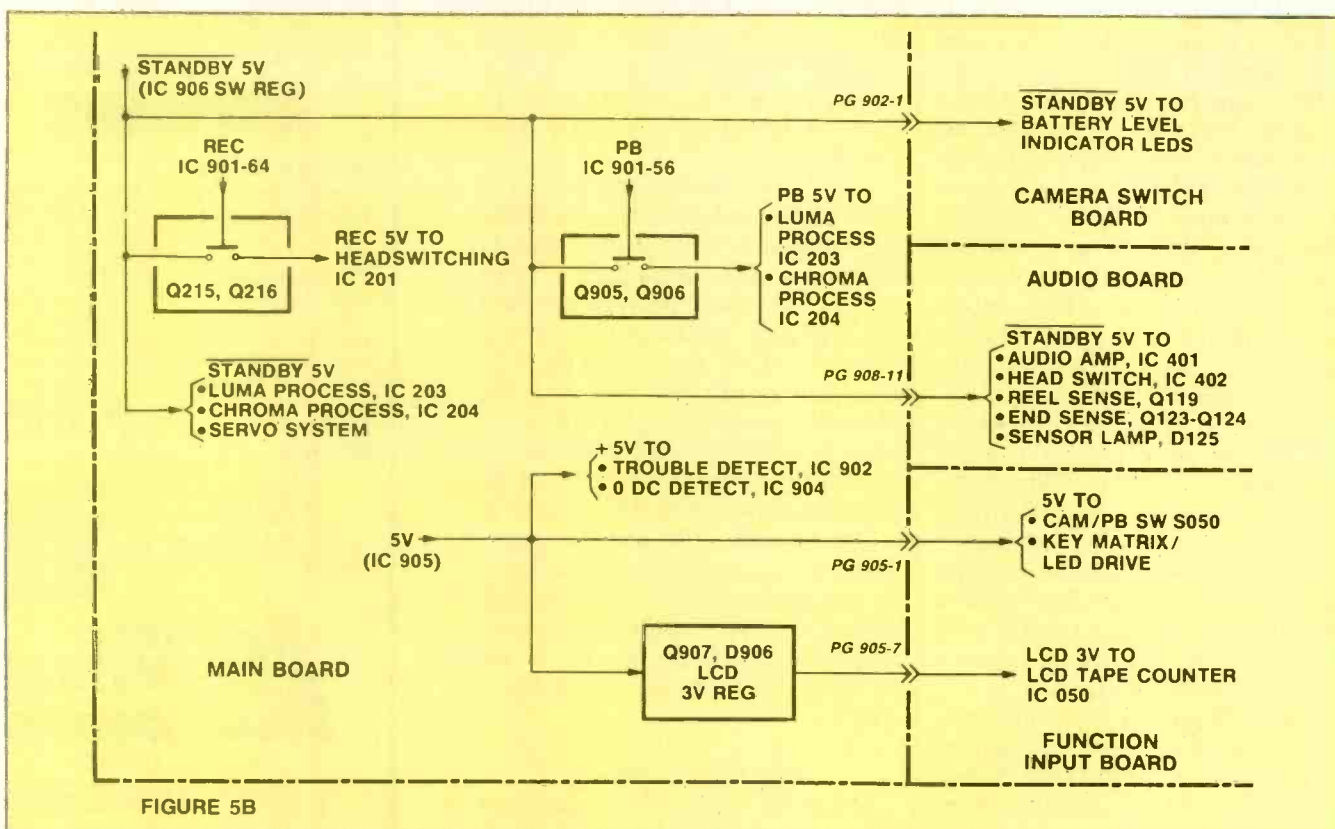 STANDBY 5V
(IC 906 SW REG)
REC
IC 901-64
Q215, Q216
REC 5V TO
HEADSWITCHING
IC 201
STANDBY 5V
• LUMA PROCESS, IC 203
• CHROMA PROCESS, IC 204
• SERVO SYSTEM
PB
IC 901-56
Q905, Q906
PB 5V TO
• LUMA
PROCESS
IC 203
• CHROMA
PROCESS
IC 204
PG 902-1
STANDBY 5V TO
BATTERY LEVEL
INDICATOR LEDS
CAMERA SWITCH
BOARD
AUDIO BOARD
PG 908-11
STANDBY 5V TO
• AUDIO AMP, IC 401
• HEAD SWITCH, IC 402
• REEL SENSE, Q119
• END SENSE, Q123-Q124
• SENSOR LAMP, D125
+5V TO
• TROUBLE DETECT, IC 902
• 0 DC DETECT, IC 904
5V
(IC 905)
PG 905-1
5V TO
• CAM/PB SW S050
• KEY MATRIX/
LED DRIVE
MAIN BOARD
Q907, D906
LCD
3V REG
PG 905-7
LCD 3V TO
LCD TAPE COUNTER
IC 050
FUNCTION
INPUT BOARD
FIGURE 5B